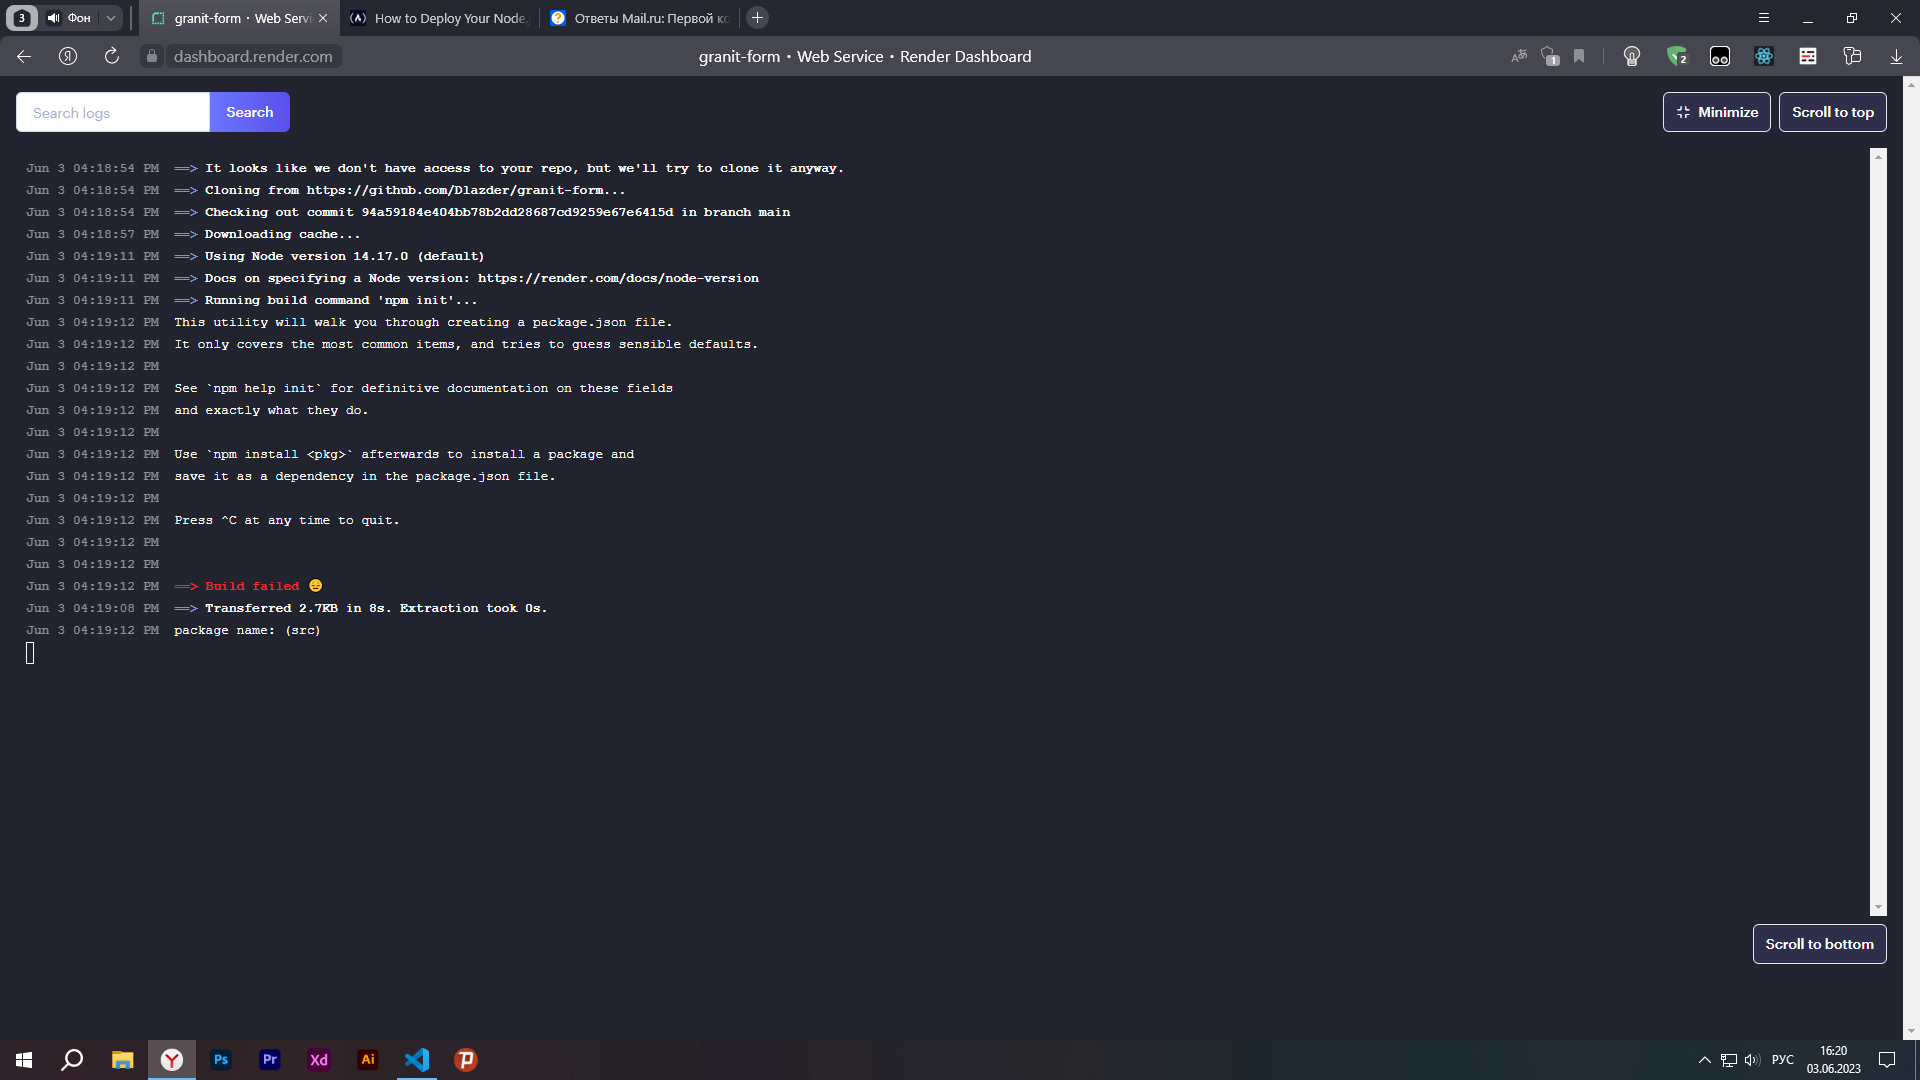 3
Фон
granit-form・Web Servi
How to Deploy Your Node.
Ответы Mail.ru: Первой ко
dashboard.render.com
granit-form・Web Service・Render Dashboard
1
2
Search logs
Search
Minimize
Scroll to top
Jun 3 04:18:54 PM ==> It looks like we don't have access to your repo, but we'll try to clone it anyway.
Jun 3 04:18:54 PM ==> Cloning from https://github.com/Dlazder/granit-form...
Jun 3 04:18:54 PM ==> Checking out commit 94a59184e404bb78b2dd28687cd9259e67e6415d in branch main
Jun 3 04:18:57 PM ==> Downloading cache...
Jun 3 04:19:11 PM ==> Using Node version 14.17.0 (default)
Jun 3 04:19:11 PM ==> Docs on specifying a Node version: https://render.com/docs/node-version
Jun 3 04:19:11 PM ==> Running build command 'npm init'...
Jun 3 04:19:12 PM This utility will walk you through creating a package.json file.
Jun 3 04:19:12 PM It only covers the most common items, and tries to guess sensible defaults.
Jun 3 04:19:12 PM
Jun 3 04:19:12 PM See `npm help init` for definitive documentation on these fields
Jun 3 04:19:12 PM and exactly what they do.
Jun 3 04:19:12 PM
Jun 3 04:19:12 PM Use `npm install <pkg>` afterwards to install a package and
Jun 3 04:19:12 PM save it as a dependency in the package.json file.
Jun 3 04:19:12 PM
Jun 3 04:19:12 PM Press ^C at any time to quit.
Jun 3 04:19:12 PM
Jun 3 04:19:12 PM
Jun 3 04:19:12 PM ==> Build failed 😞
Jun 3 04:19:08 PM ==> Transferred 2.7KB in 8s. Extraction took 0s.
Jun 3 04:19:12 PM package name: (src)
Scroll to bottom
Ps
Pr
Xd
Ai
РУС
16:20
03.06.2023